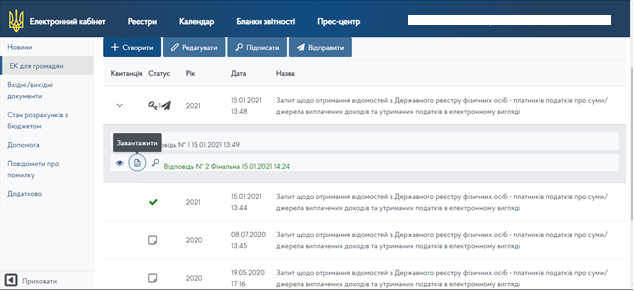 Електронний кабінет Реєстри Календар Бланки звітності Прес-центр
Новини
ЕК для громадян
Вхідні/вихідні
документи
Стан розрахунків з
бюджетом
Допомога
Повідомити про
помилку
Додатково
Приховати
Створити Редагувати Підписати Відправити
Квитанція Статус Рік Дата Назва
1 2021 15.01.2021
13:48
Запит щодо отримання відомостей з Державного реєстру фізичних осіб - платників податків про суми/
джерела виплачених доходів та утриманих податків в електронному вигляді
Завантажити
відь № 1 15.01.2021 13:49
Відповідь № 2 Фінальна 15.01.2021 14:24
2021 15.01.2021
13:44
Запит щодо отримання відомостей з Державного реєстру фізичних осіб - платників податків про суми/
джерела виплачених доходів та утриманих податків в електронному вигляді
2020 08.07.2020
13:45
Запит щодо отримання відомостей з Державного реєстру фізичних осіб - платників податків про суми/
джерела виплачених доходів та утриманих податків в електронному вигляді
2020 19.05.2020
17:16
Запит щодо отримання відомостей з Державного реєстру фізичних осіб - платників податків про суми/
джерела виплачених доходів та утриманих податків в електронному вигляді